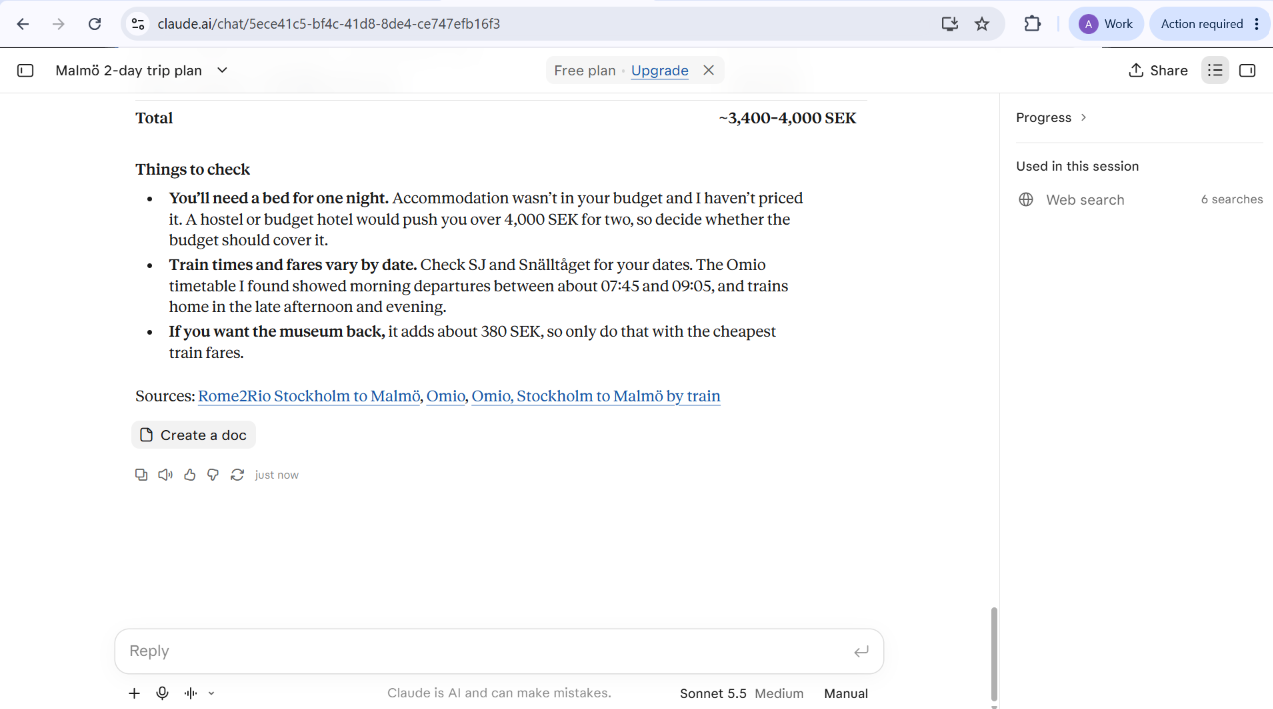 claude.ai/chat/5ece41c5-bf4c-41d8-8de4-ce747efb16f3
A Work
Action required
Malmö 2-day trip plan
Free plan • Upgrade
Share
Total ~3,400–4,000 SEK
Things to check
• You'll need a bed for one night. Accommodation wasn't in your budget and I haven't priced
it. A hostel or budget hotel would push you over 4,000 SEK for two, so decide whether the
budget should cover it.
• Train times and fares vary by date. Check SJ and Snälltåget for your dates. The Omio
timetable I found showed morning departures between about 07:45 and 09:05, and trains
home in the late afternoon and evening.
• If you want the museum back, it adds about 380 SEK, so only do that with the cheapest
train fares.
Sources: Rome2Rio Stockholm to Malmö, Omio, Omio, Stockholm to Malmö by train
Create a doc
just now
Reply
Claude is AI and can make mistakes.
Sonnet 5.5 Medium
Manual
Progress
Used in this session
Web search 6 searches